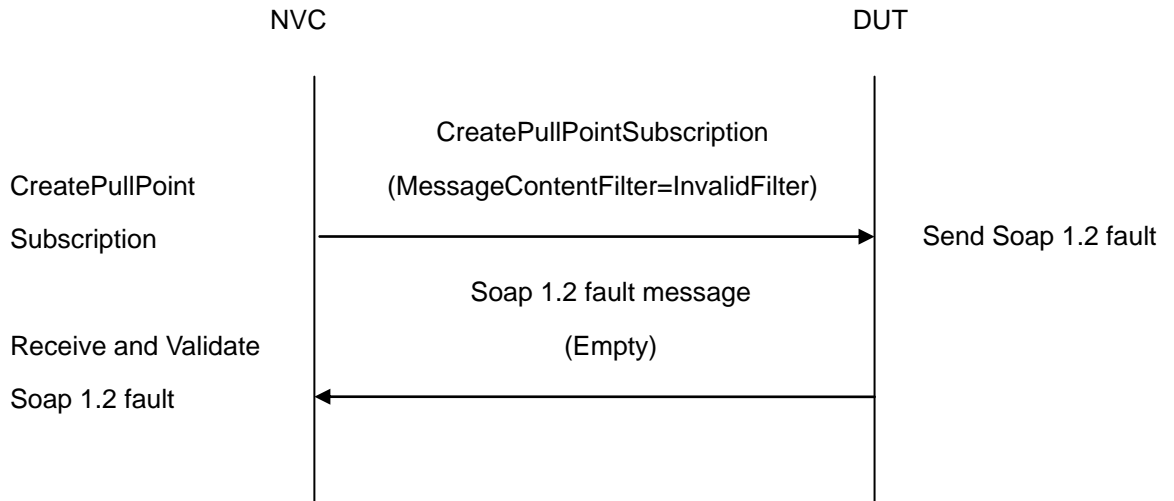 NVC
DUT
CreatePullPointSubscription
CreatePullPoint
(MessageContentFilter=InvalidFilter)
Subscription
Send Soap 1.2 fault
Soap 1.2 fault message
Receive and Validate
(Empty)
Soap 1.2 fault